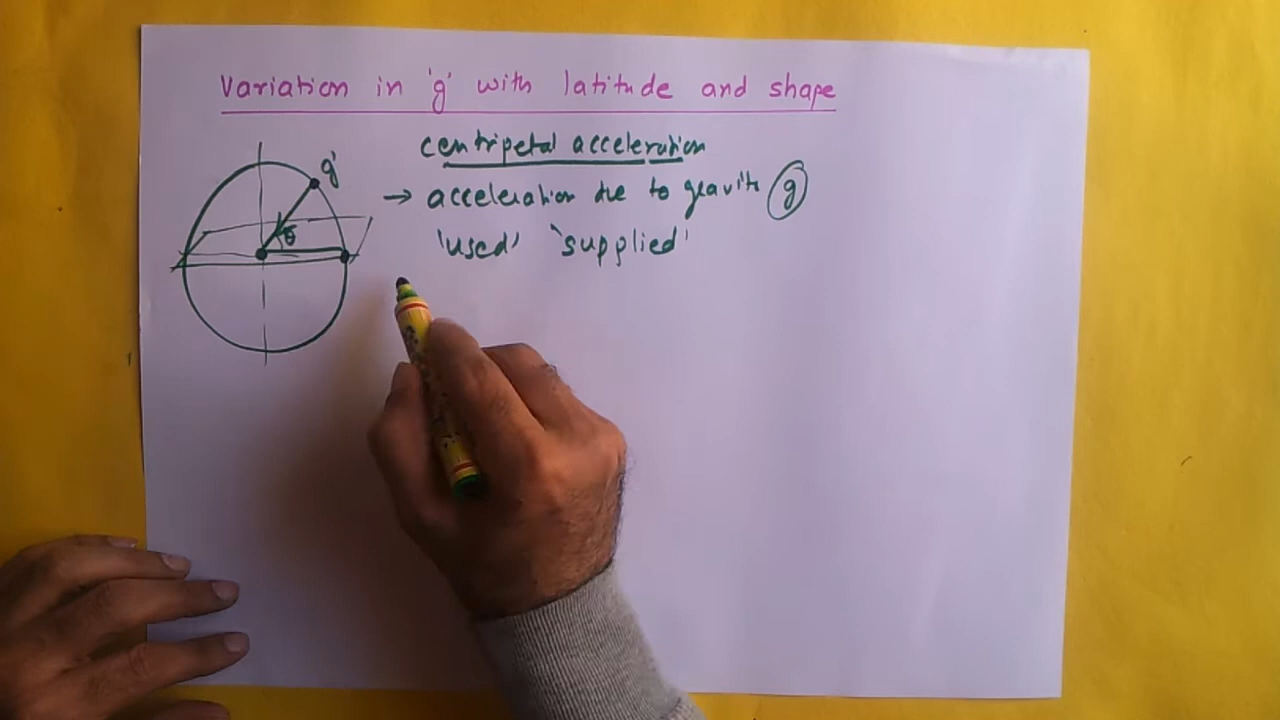 Variation in 'g' with latitude and shape
centripetal acceleration
g'
→ acceleration due to gravity g
θ
'used' 'supplied'